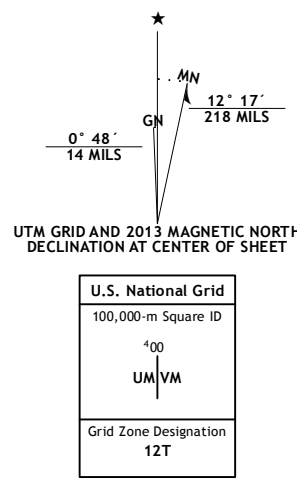 ★
MN
GN
12° 17´
218 MILS
0° 48´
14 MILS
UTM GRID AND 2013 MAGNETIC NORTH
DECLINATION AT CENTER OF SHEET
U.S. National Grid
100,000-m Square ID
⁴00
UM VM
Grid Zone Designation
12T